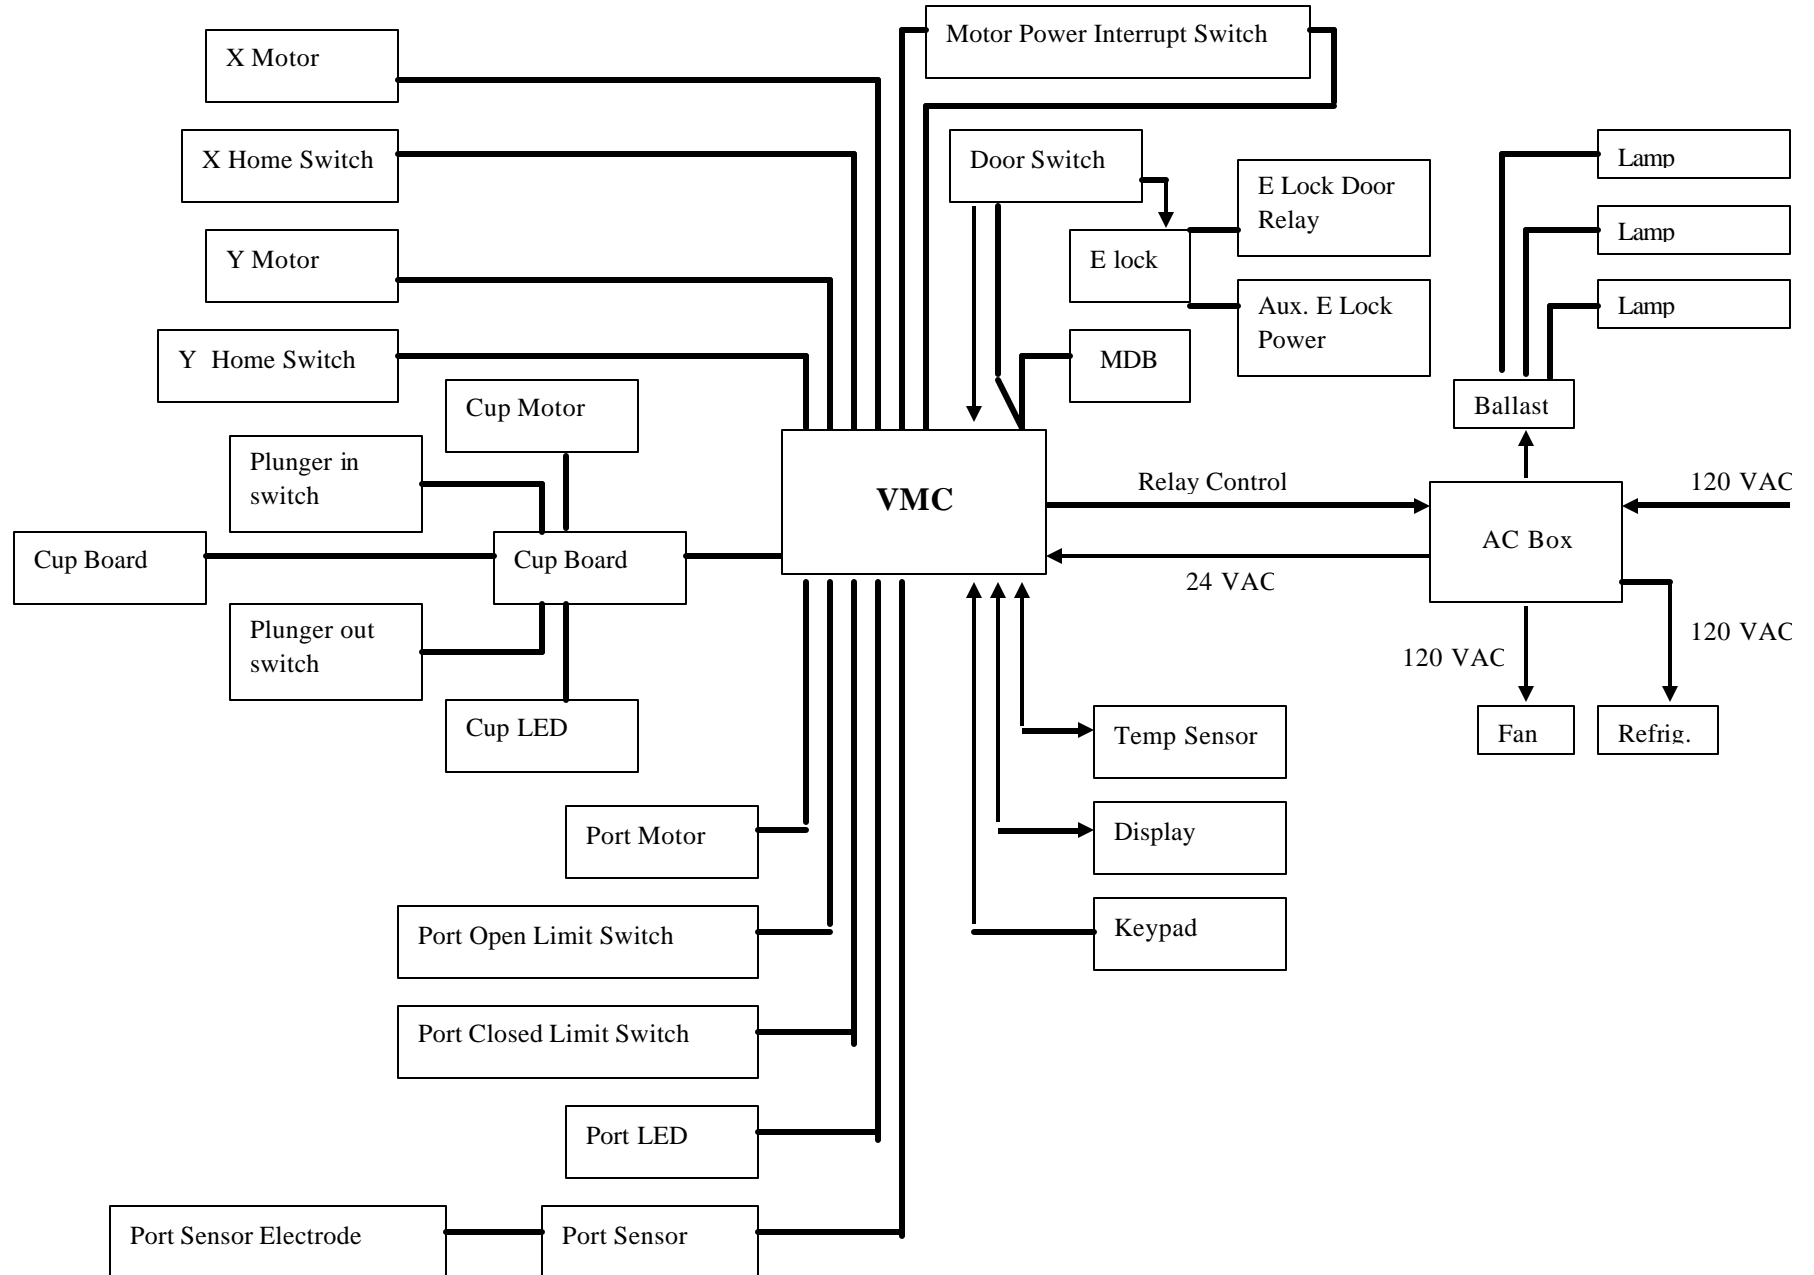 Motor Power Interrupt Switch
X Motor
X Home Switch
Door Switch
Lamp
E Lock Door
Relay
Lamp
Y Motor
E lock
Aux. E Lock
Power
Lamp
Y Home Switch
MDB
Cup Motor
Ballast
Plunger in
switch
VMC
Relay Control
120 VAC
Cup Board
Cup Board
AC Box
24 VAC
Plunger out
switch
120 VAC
120 VAC
Cup LED
Temp Sensor
Fan
Refrig.
Port Motor
Display
Port Open Limit Switch
Keypad
Port Closed Limit Switch
Port LED
Port Sensor Electrode
Port Sensor